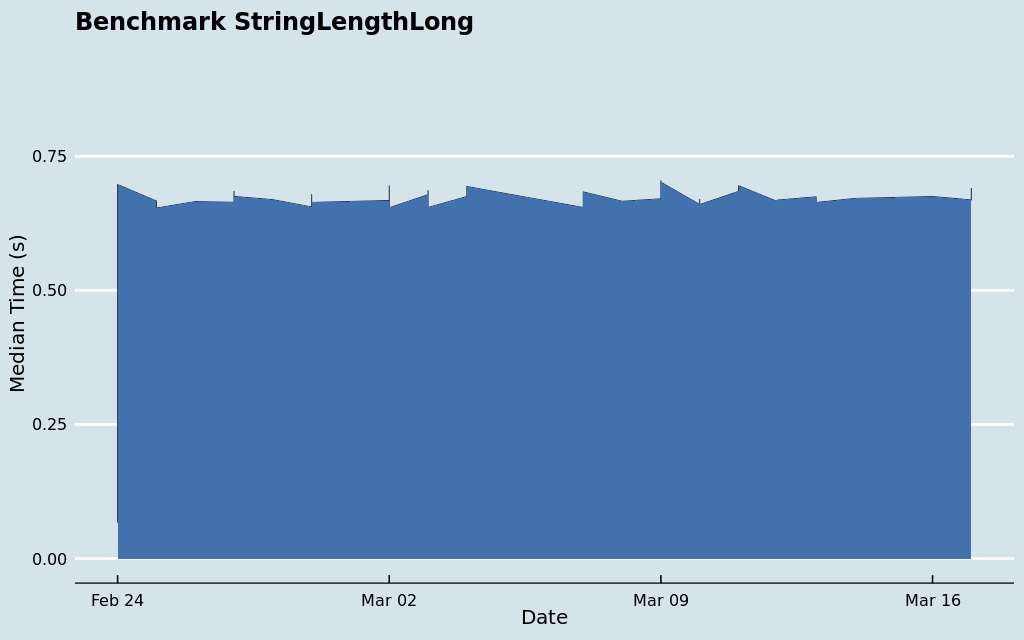 Benchmark StringLengthLong
Median Time (s)
0.75
0.50
0.25
0.00
Feb 24
Mar 02
Mar 09
Mar 16
Date